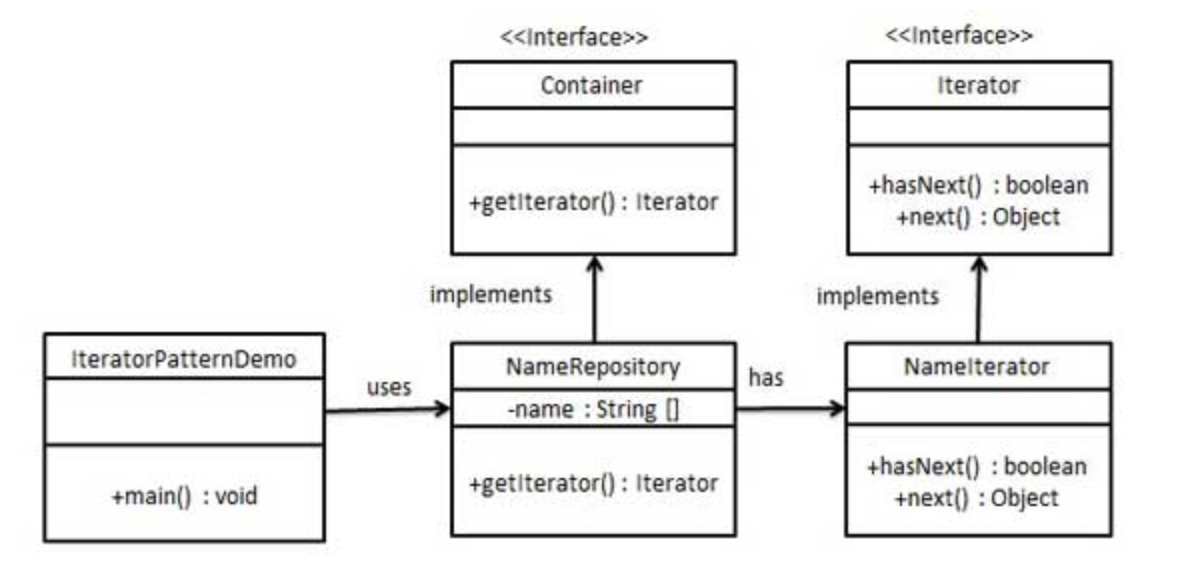 <<Interface>>
Container
+getIterator() : Iterator
<<Interface>>
Iterator
+hasNext() : boolean
+next() : Object
implements
implements
IteratorPatternDemo
+main() : void
uses
NameRepository
-name : String []
+getIterator() : Iterator
has
NameIterator
+hasNext() : boolean
+next() : Object